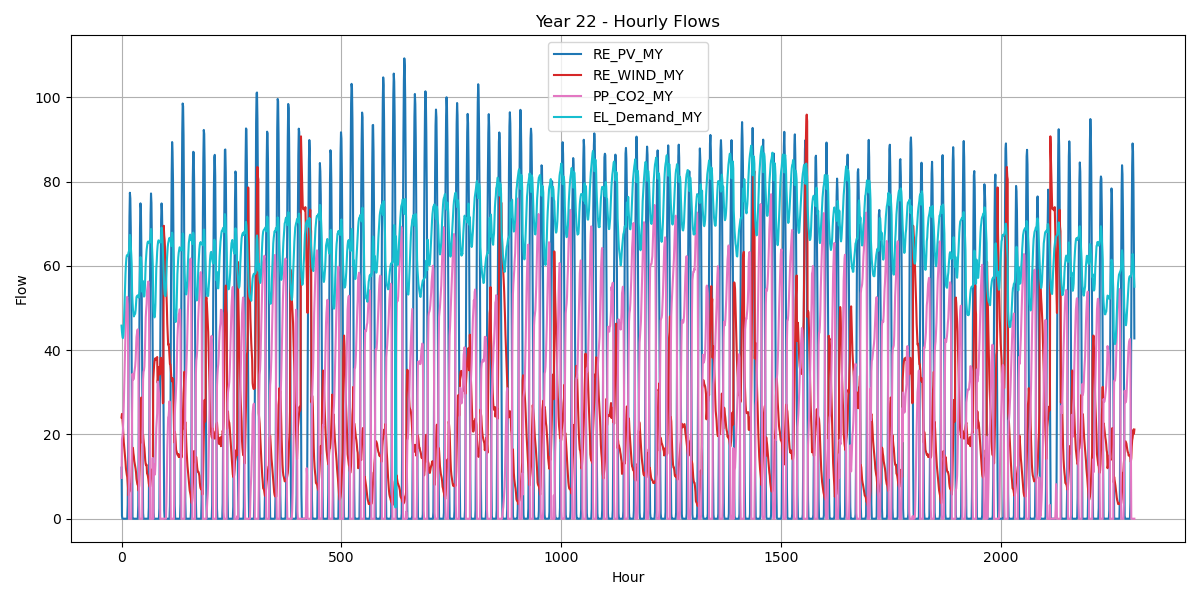 Year 22 - Hourly Flows
RE_PV_MY
RE_WIND_MY
PP_CO2_MY
EL_Demand_MY
Flow
100
80
60
40
20
0
0 500 1000 1500 2000
Hour